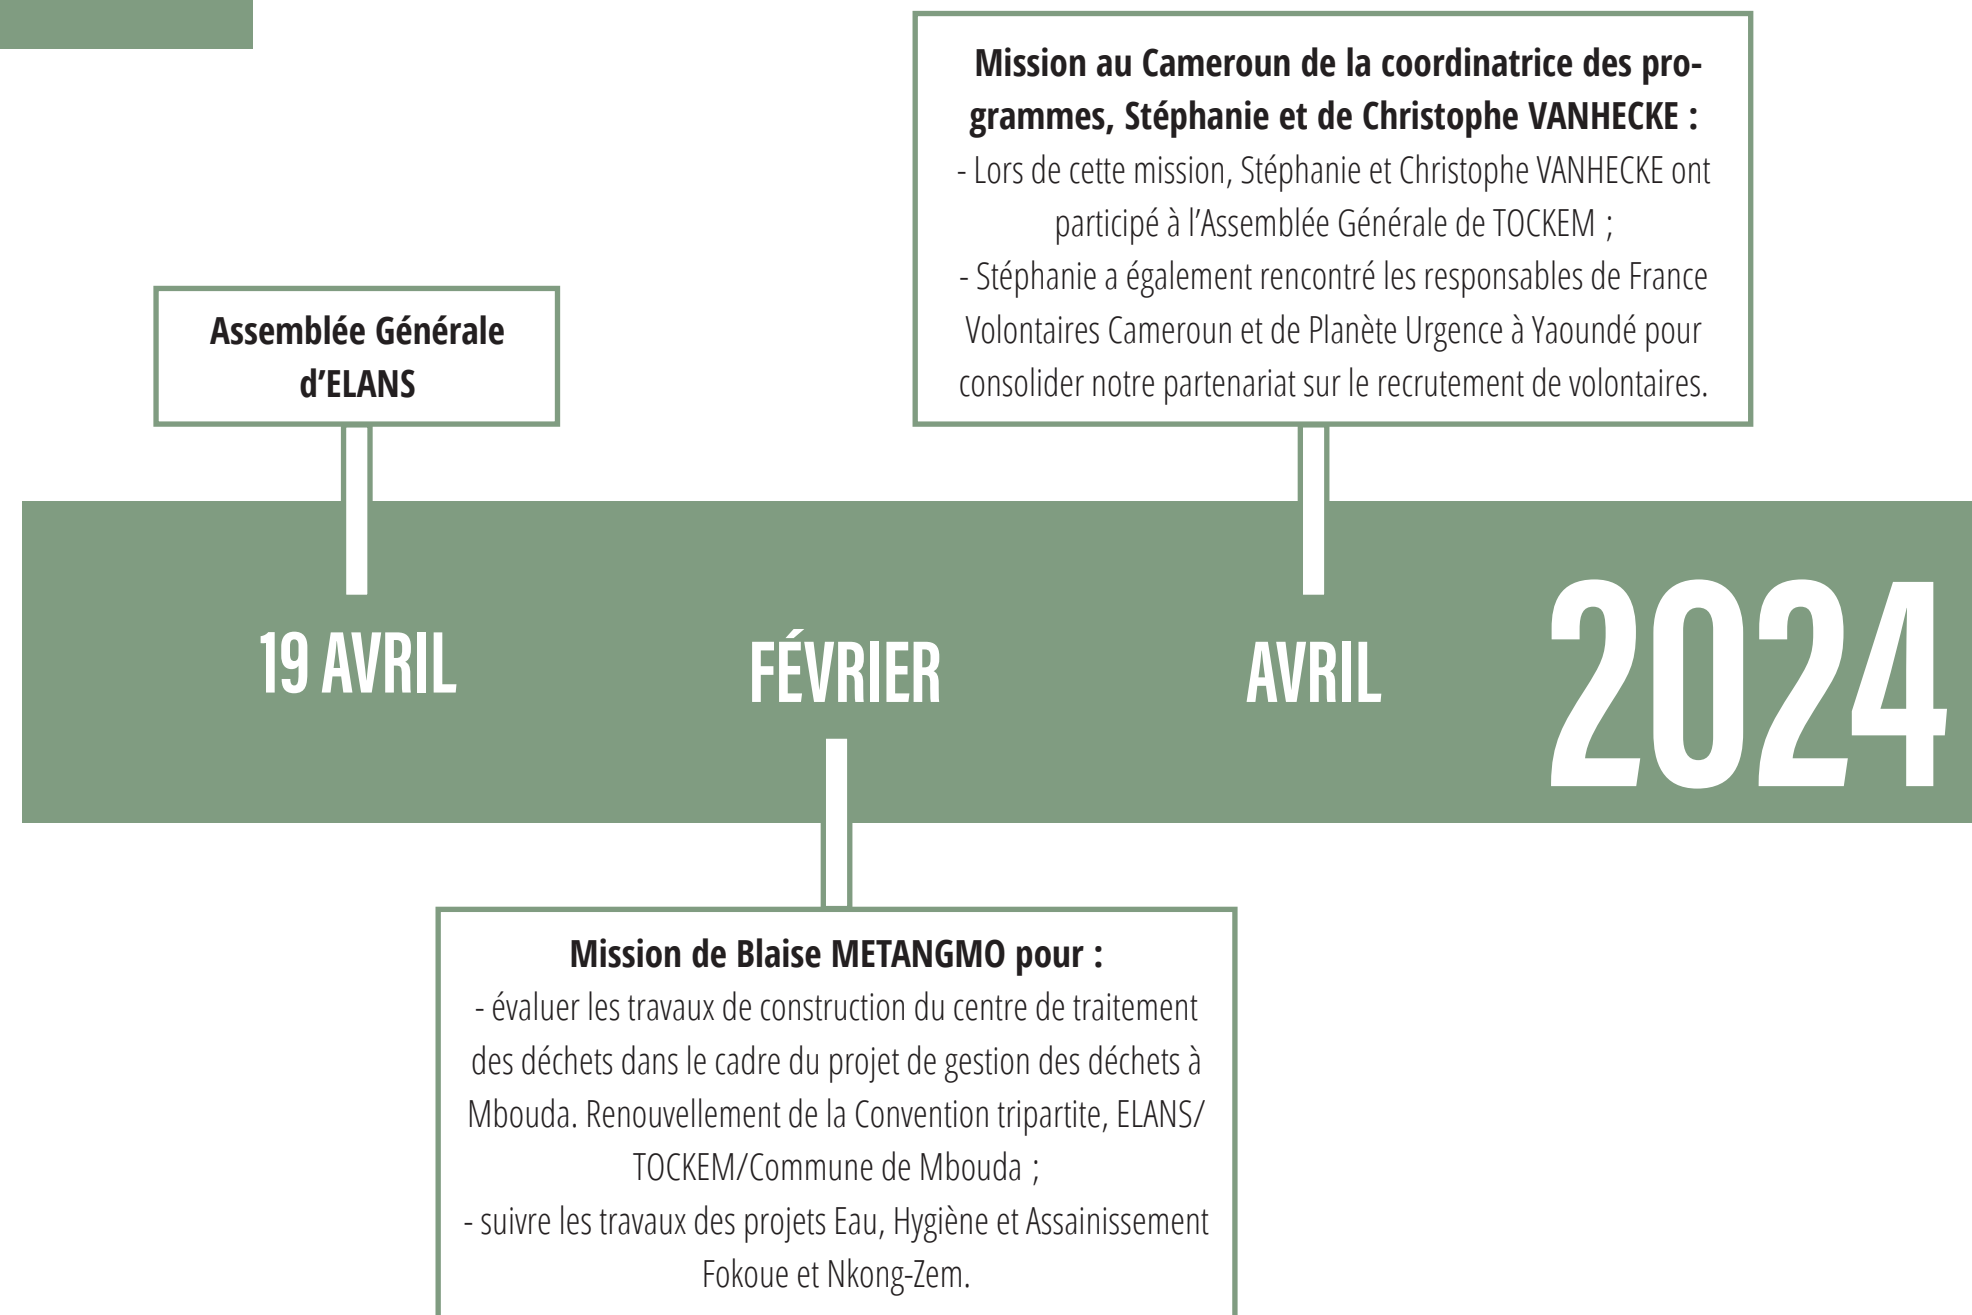 Mission au Cameroun de la coordinatrice des pro-
grammes, Stéphanie et de Christophe VANHECKE :
- Lors de cette mission, Stéphanie et Christophe VANHECKE ont
participé à l’Assemblée Générale de TOCKEM ;
- Stéphanie a également rencontré les responsables de France
Volontaires Cameroun et de Planète Urgence à Yaoundé pour
consolider notre partenariat sur le recrutement de volontaires.
Assemblée Générale
d’ELANS
19 AVRIL
FÉVRIER
AVRIL
2024
Mission de Blaise METANGMO pour :
- évaluer les travaux de construction du centre de traitement
des déchets dans le cadre du projet de gestion des déchets à
Mbouda. Renouvellement de la Convention tripartite, ELANS/
TOCKEM/Commune de Mbouda ;
- suivre les travaux des projets Eau, Hygiène et Assainissement
Fokoue et Nkong-Zem.